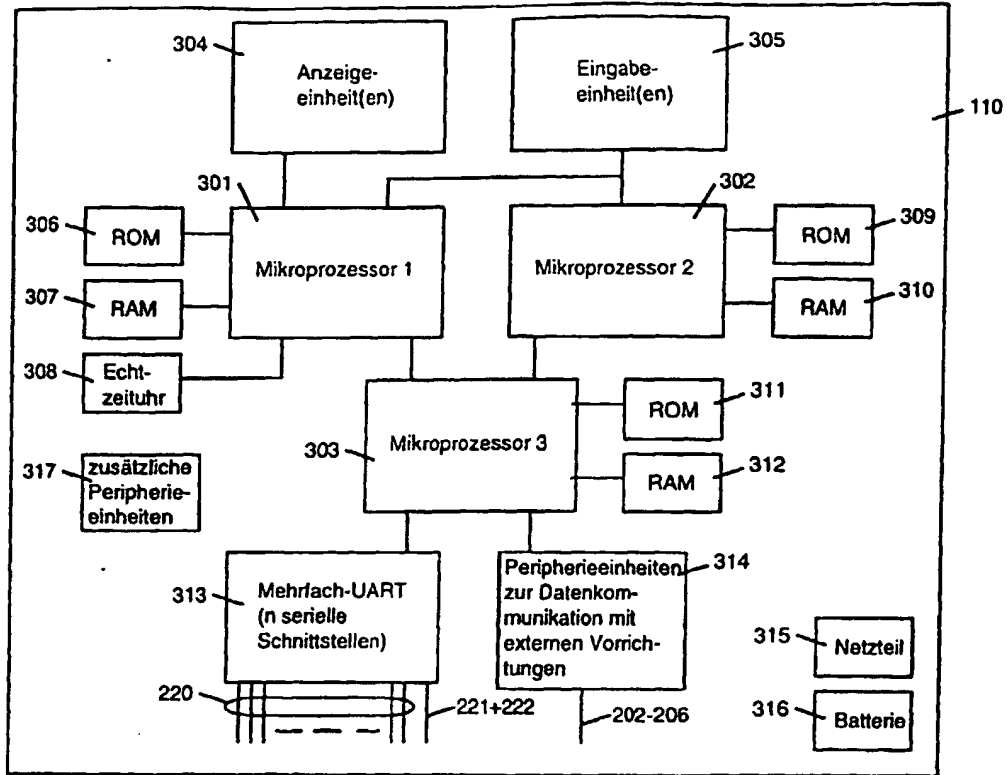 304
Anzeige-
einheit(en)
305
Eingabe-
einheit(en)
110
301
302
306
ROM
Mikroprozessor 1
Mikroprozessor 2
ROM
309
307
RAM
RAM
310
308
Echt-
zeituhr
303
Mikroprozessor 3
ROM
311
RAM
312
317
zusätzliche
Peripherie-
einheiten
313
Mehrfach-UART
(n serielle
Schnittstellen)
Peripherieeinheiten
zur Datenkom-
munikation mit
externen Vorrich-
tungen
314
315
Netzteil
316
Batterie
220
221+222
202-206